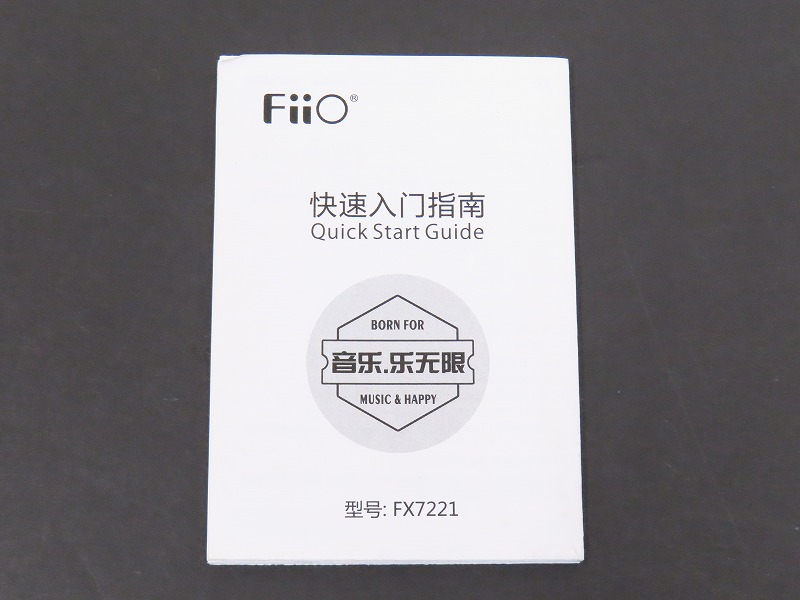 FiiO®
快速入门指南
Quick Start Guide
BORN FOR
音乐.乐无限
MUSIC & HAPPY
型号: FX7221